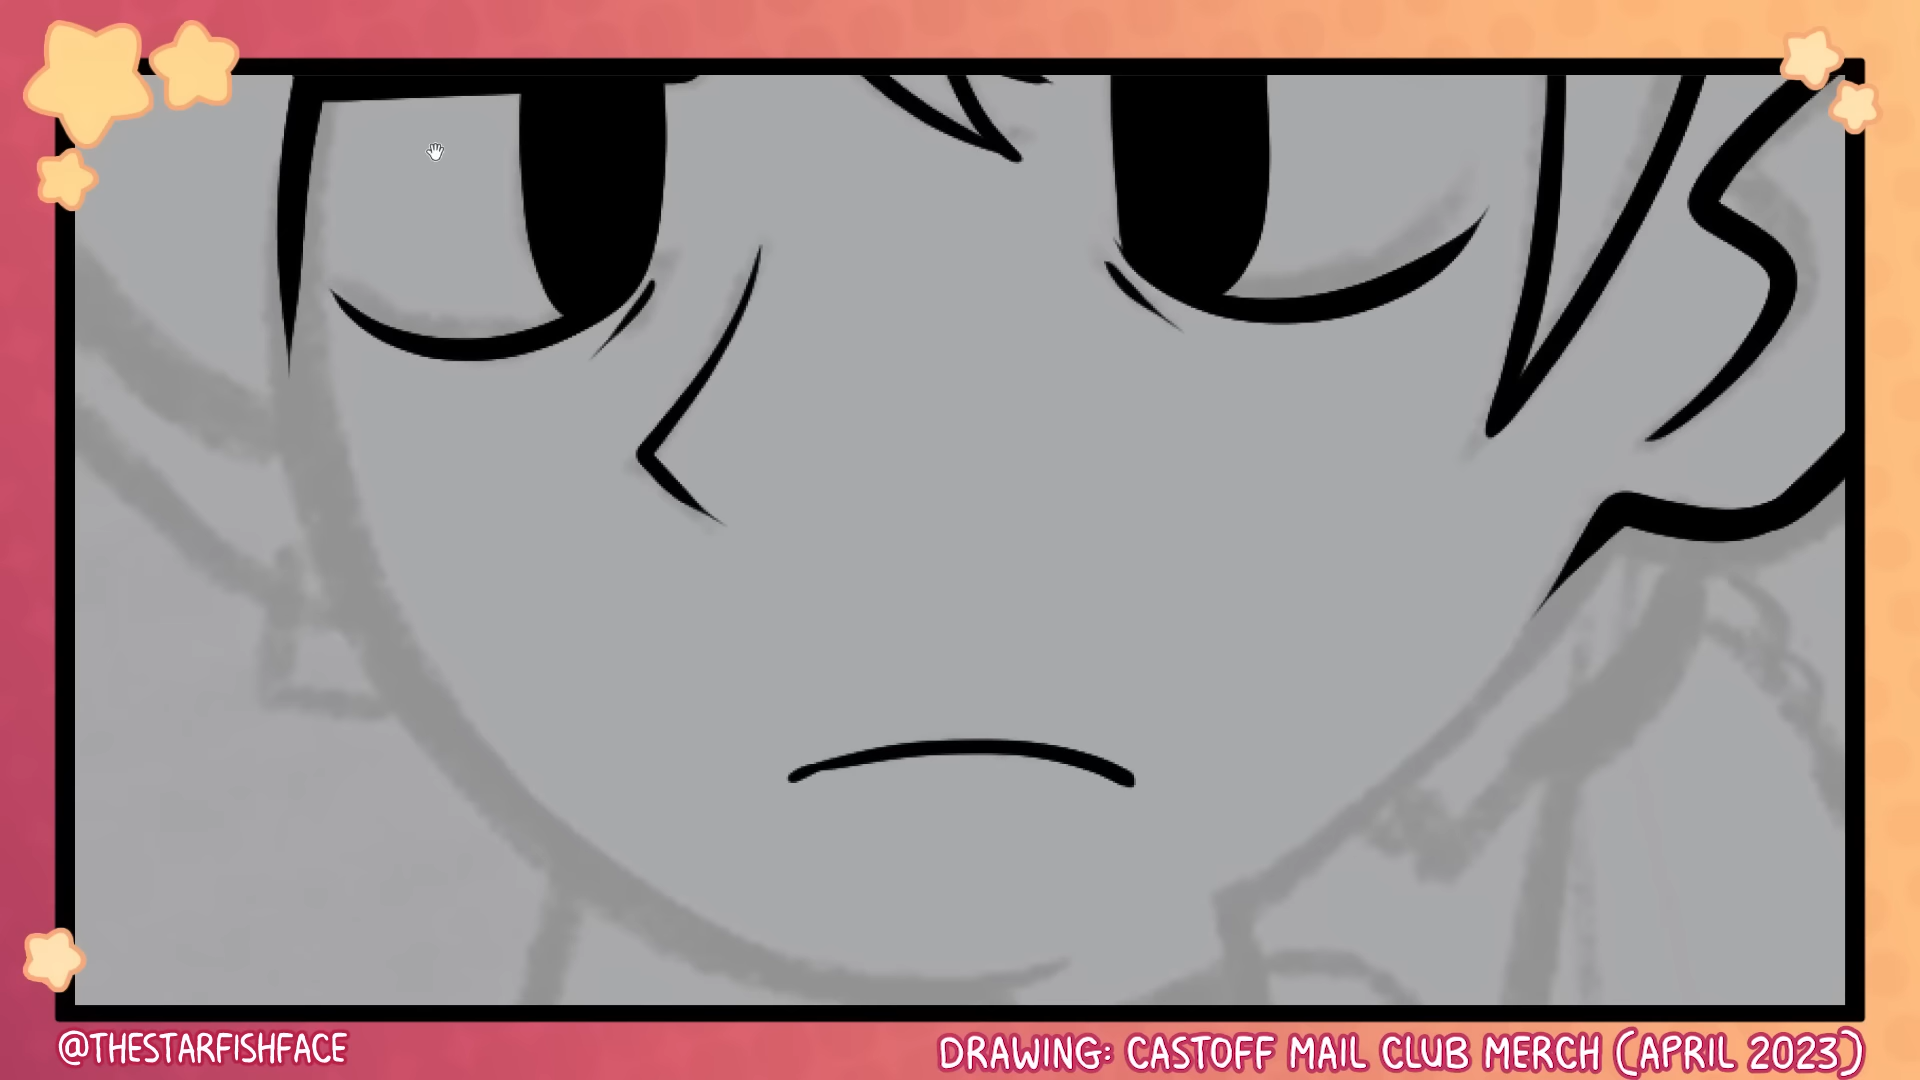 @THESTARFISHFACE
DRAWING: CASTOFF MAIL CLUB MERCH (APRIL 2023)